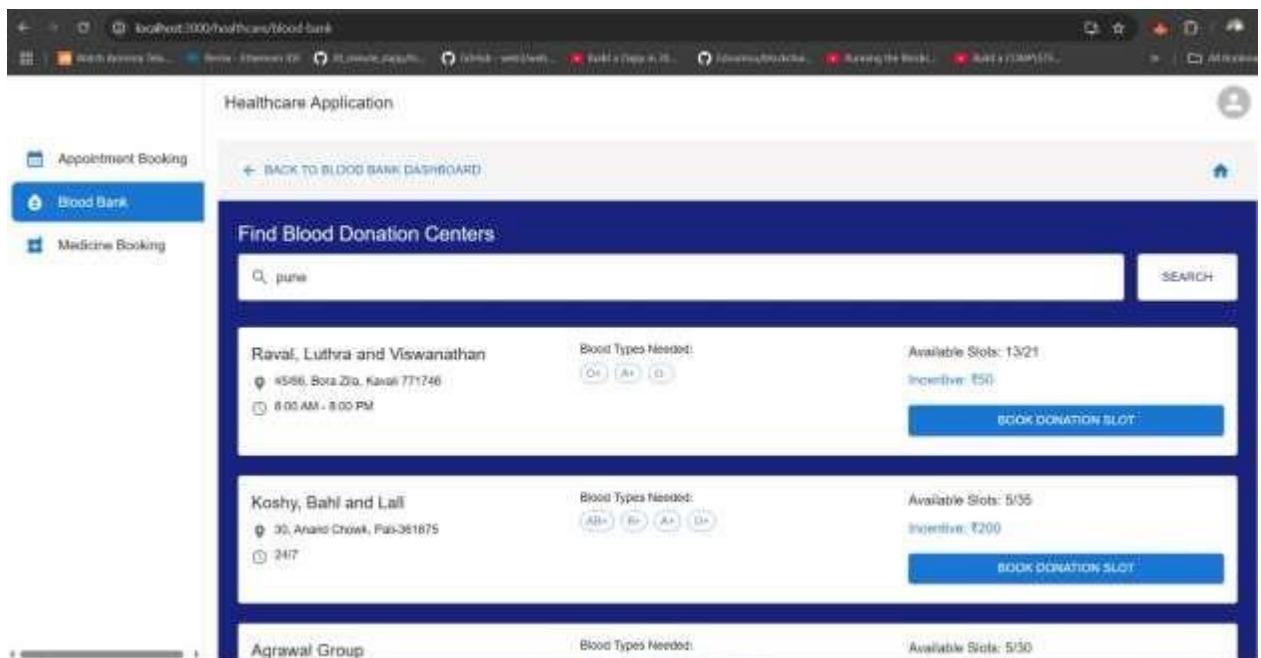 localhost:3000/healthcare/blood-bank
Healthcare Application
Appointment Booking
Blood Bank
Medicine Booking
← BACK TO BLOOD BANK DASHBOARD
Find Blood Donation Centers
pune
SEARCH
Raval, Luthra and Viswanathan
45/66, Bora Zila, Kavali 771746
8:00 AM - 8:00 PM
Blood Types Needed:
O+ A+
Available Slots: 13/21
Incentive: ₹50
BOOK DONATION SLOT
Koshy, Bahl and Lall
30, Anand Chowk, Pali-361675
24/7
Blood Types Needed:
AB+ B+ A+ O+
Available Slots: 5/35
Incentive: ₹200
BOOK DONATION SLOT
Agrawal Group
Blood Types Needed:
Available Slots: 5/30